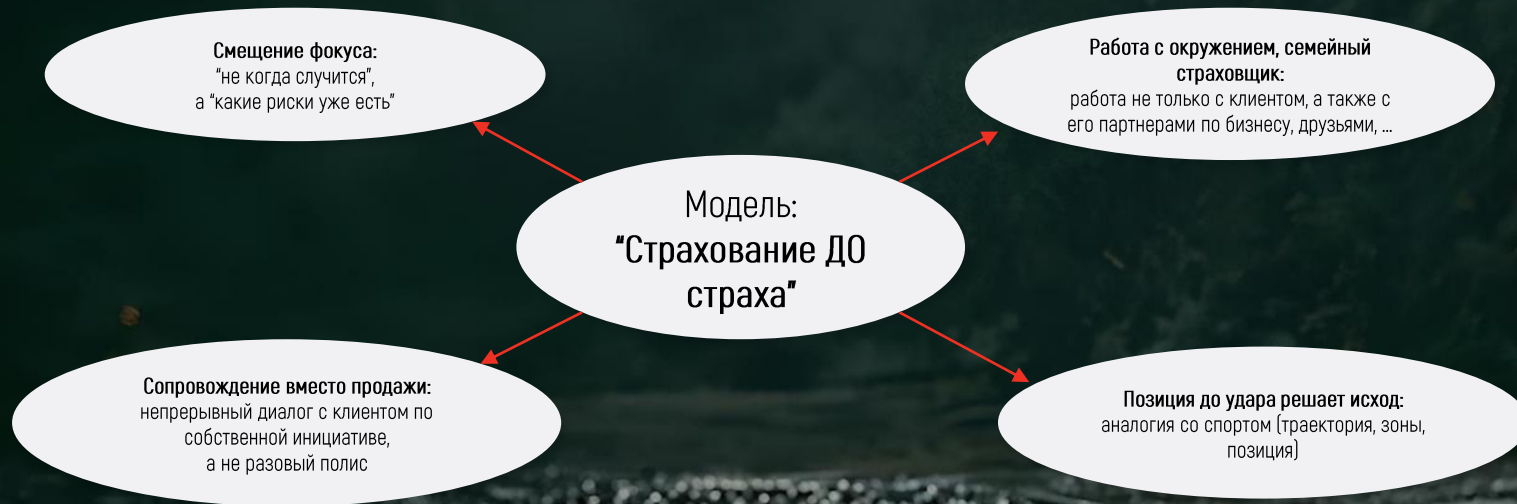 Смещение фокуса:
“не когда случится”,
а “какие риски уже есть”
Работа с окружением, семейный
страховщик:
работа не только с клиентом, а также с
его партнерами по бизнесу, друзьями, ...
Модель:
“Страхование ДО
страха”
Сопровождение вместо продажи:
непрерывный диалог с клиентом по
собственной инициативе,
а не разовый полис
Позиция до удара решает исход:
аналогия со спортом (траектория, зоны,
позиция)